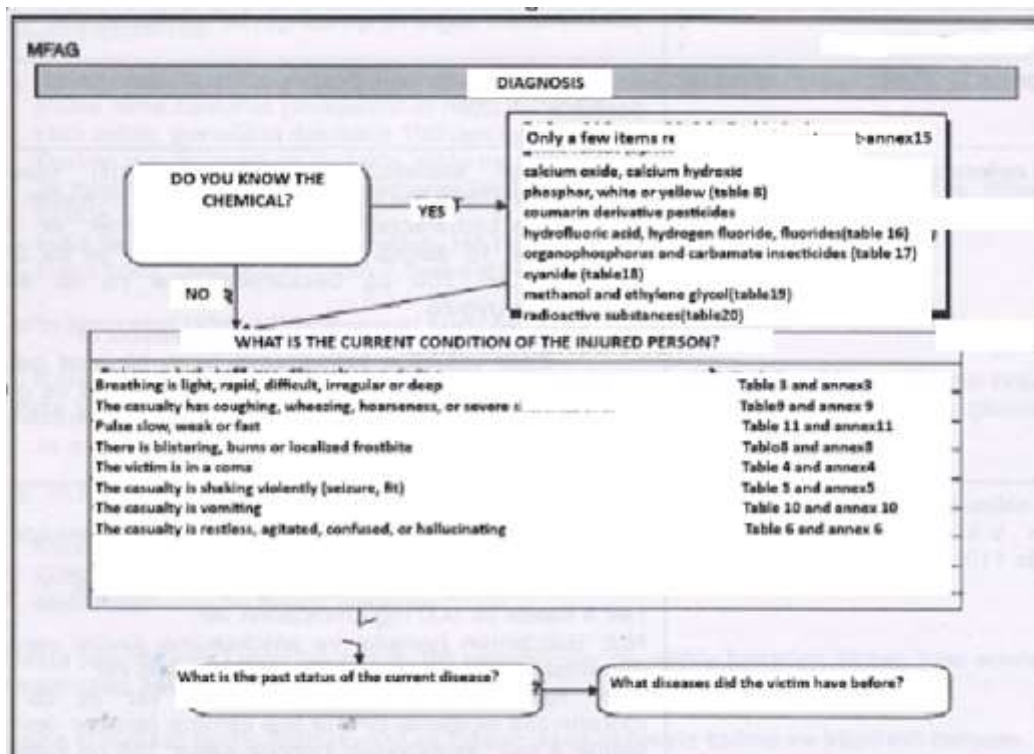 MFAG
DIAGNOSIS
DO YOU KNOW THE
CHEMICAL?
YES
NO
Only a few items annex15
calcium oxide, calcium hydroxid
phosphor, white or yellow (table 8)
coumarin derivative pesticides
hydrofluoric acid, hydrogen fluoride, fluorides(table 16)
organophosphorus and carbamate insecticides (table 17)
cyanide (table18)
methanol and ethylene glycol(table19)
radioactive substances(table20)
WHAT IS THE CURRENT CONDITION OF THE INJURED PERSON?
Breathing is light, rapid, difficult, irregular or deep Table 3 and annex3
The casualty has coughing, wheezing, hoarseness, or severe Table9 and annex 9
Pulse slow, weak or fast Table 11 and annex11
There is blistering, burns or localized frostbite Table8 and annex8
The victim is in a coma Table 4 and annex4
The casualty is shaking violently (seizure, fit) Table 5 and annex5
The casualty is vomiting Table 10 and annex 10
The casualty is restless, agitated, confused, or hallucinating Table 6 and annex 6
What is the past status of the current disease?
What diseases did the victim have before?